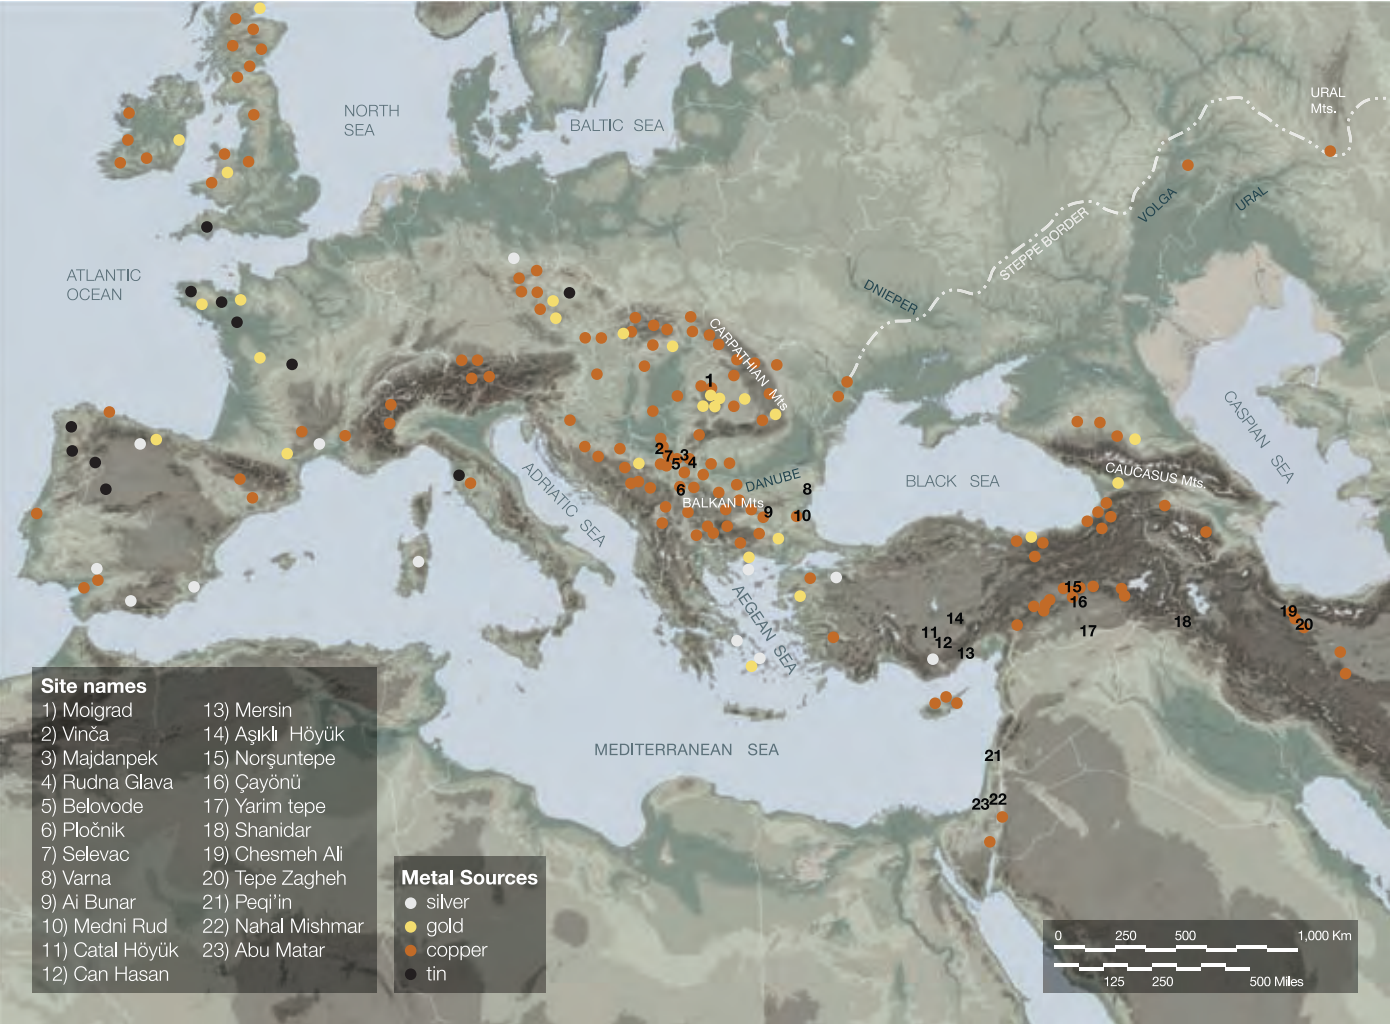 URAL
Mts.
NORTH
SEA
BALTIC SEA
VOLGA
URAL
STEPPE BORDER
ATLANTIC
OCEAN
DNIEPER
CARPATHIAN Mts
1
CASPIAN SEA
2
7
3
5
4
ADRIATIC SEA
DANUBE
CAUCASUS Mts.
BLACK SEA
6
8
BALKAN Mts.
9
10
AEGEAN SEA
15
16
14
11
12
17
18
19
20
13
MEDITERRANEAN SEA
21
22
23
Site names
1) Moigrad
2) Vinča
3) Majdanpek
4) Rudna Glava
5) Belovode
6) Pločnik
7) Selevac
8) Varna
9) Ai Bunar
10) Medni Rud
11) Catal Höyük
12) Can Hasan
13) Mersin
14) Aşıklı Höyük
15) Norşuntepe
16) Çayönü
17) Yarim tepe
18) Shanidar
19) Chesmeh Ali
20) Tepe Zagheh
21) Peqi'in
22) Nahal Mishmar
23) Abu Matar
Metal Sources
silver
gold
copper
tin
0 250 500 1,000 Km
125 250 500 Miles